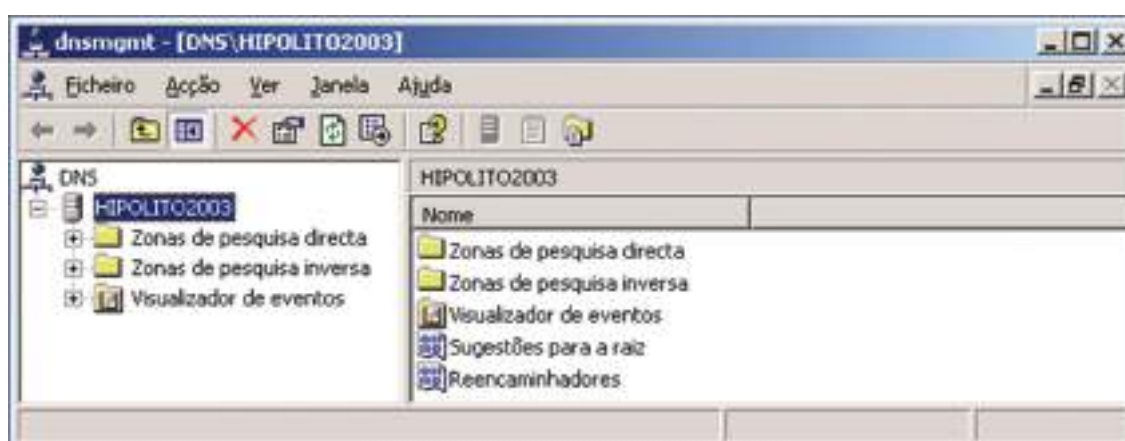 dnsmgmt - [DNS\HIPOLITO2003]
Ficheiro Acção Ver Janela Ajuda
DNS
HIPOLITO2003
Zonas de pesquisa directa
Zonas de pesquisa inversa
Visualizador de eventos
HIPOLITO2003
Nome
Zonas de pesquisa directa
Zonas de pesquisa inversa
Visualizador de eventos
Sugestões para a raiz
Reencaminhadores